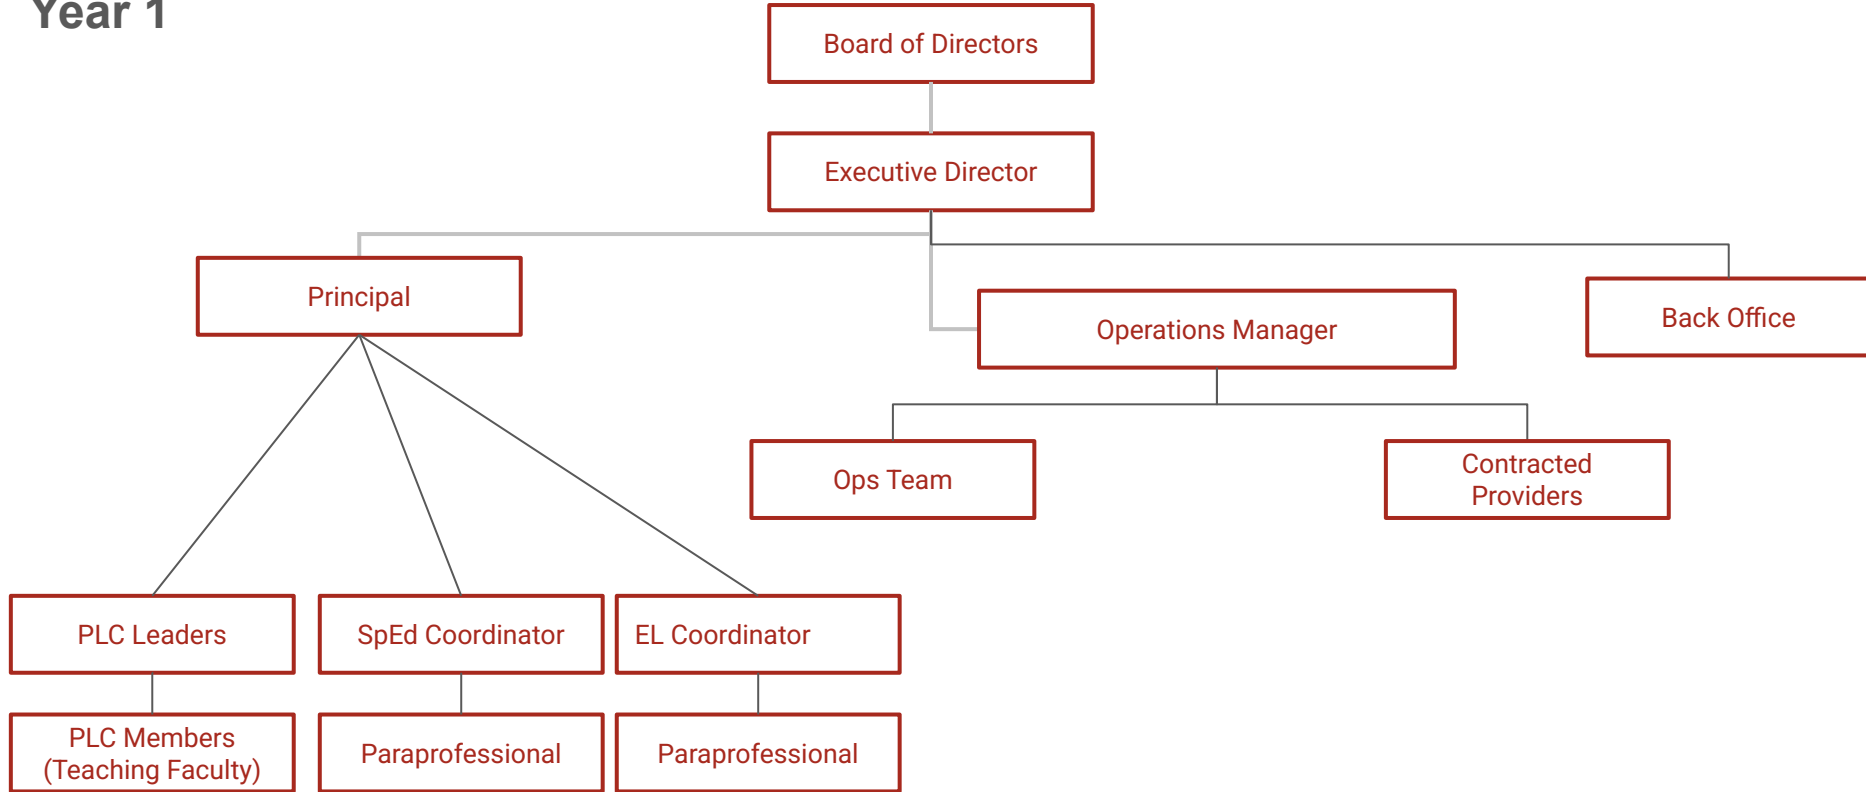 Year 1
Board of Directors
Executive Director
Principal
Operations Manager
Back Office
Ops Team
Contracted
Providers
PLC Leaders
SpEd Coordinator
EL Coordinator
PLC Members
(Teaching Faculty)
Paraprofessional
Paraprofessional